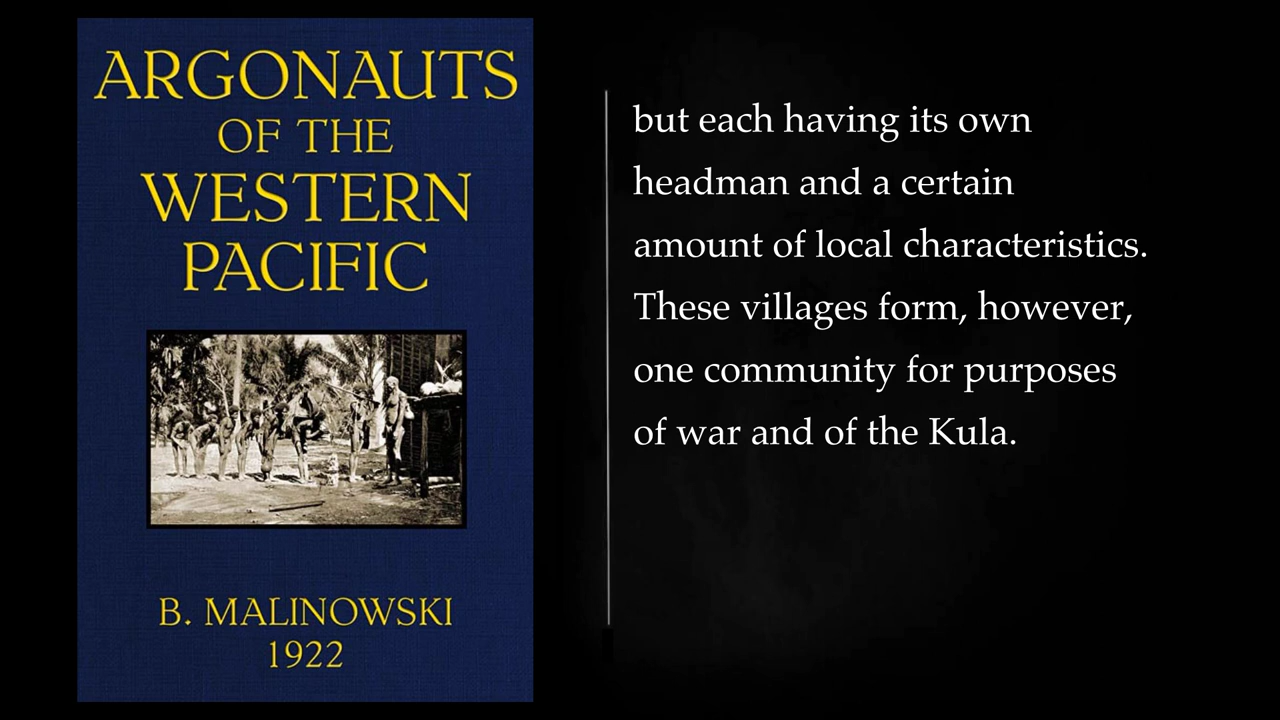 ARGONAUTS
OF THE
WESTERN
PACIFIC
B. MALINOWSKI
1922
but each having its own
headman and a certain
amount of local characteristics.
These villages form, however,
one community for purposes
of war and of the Kula.